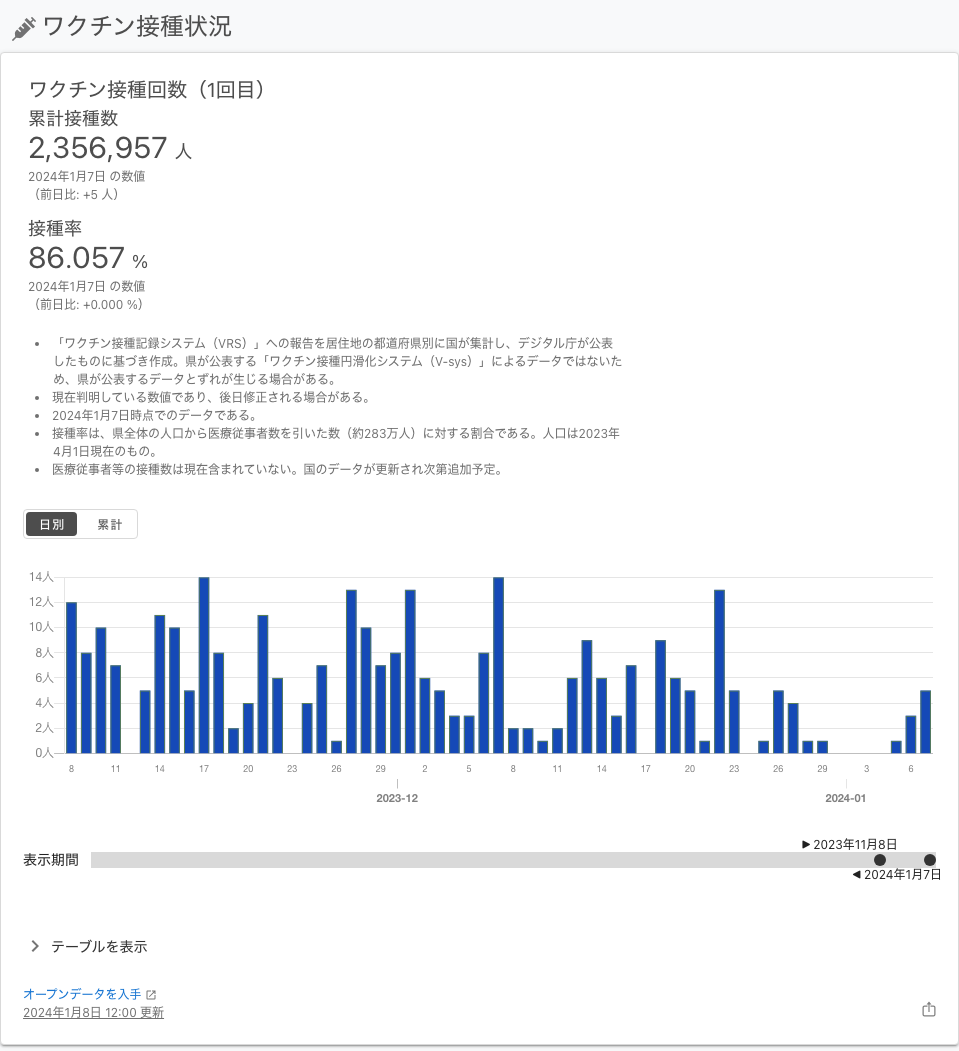 ワクチン接種状況
ワクチン接種回数（1回目）
累計接種数
2,356,957 人
2024年1月7日 の数値
（前日比: +5 人）
接種率
86.057 %
2024年1月7日 の数値
（前日比: +0.000 %）
• 「ワクチン接種記録システム（VRS）」への報告を居住地の都道府県別に国が集計し、デジタル庁が公表
したものに基づき作成。県が公表する「ワクチン接種円滑化システム（V-sys）」によるデータではないた
め、県が公表するデータとずれが生じる場合がある。
• 現在判明している数値であり、後日修正される場合がある。
• 2024年1月7日時点でのデータである。
• 接種率は、県全体の人口から医療従事者数を引いた数（約283万人）に対する割合である。人口は2023年
4月1日現在のもの。
• 医療従事者等の接種数は現在含まれていない。国のデータが更新され次第追加予定。
日別 累計
14人
12人
10人
8人
6人
4人
2人
0人
8 11 14 17 20 23 26 29 2 5 8 11 14 17 20 23 26 29 3 6
2023-12 2024-01
▶ 2023年11月8日
表示期間
◀ 2024年1月7日
テーブルを表示
オープンデータを入手
2024年1月8日 12:00 更新